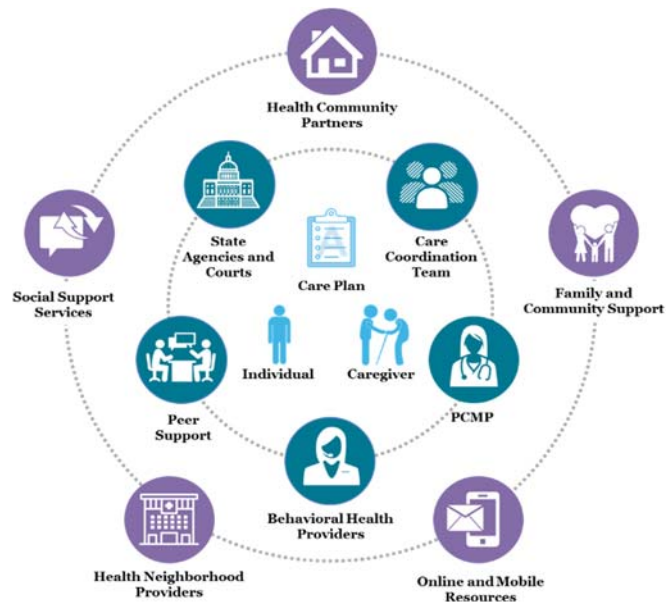 Health Community
Partners
State
Agencies and
Courts
Care
Coordination
Team
Care Plan
Social Support
Services
Family and
Community Support
Individual
Caregiver
Peer
Support
PCMP
Behavioral Health
Providers
Health Neighborhood
Providers
Online and Mobile
Resources